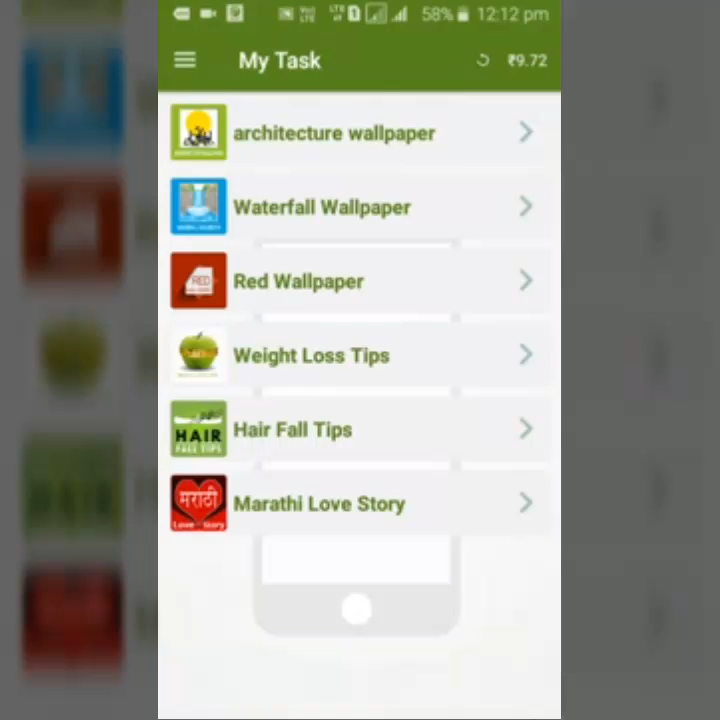 58% 12:12 pm
My Task
₹9.72
architecture wallpaper
Waterfall Wallpaper
RED
Red Wallpaper
Weight Loss Tips
HAIR
FALL TIPS
Hair Fall Tips
मराठी
Love Story
Marathi Love Story